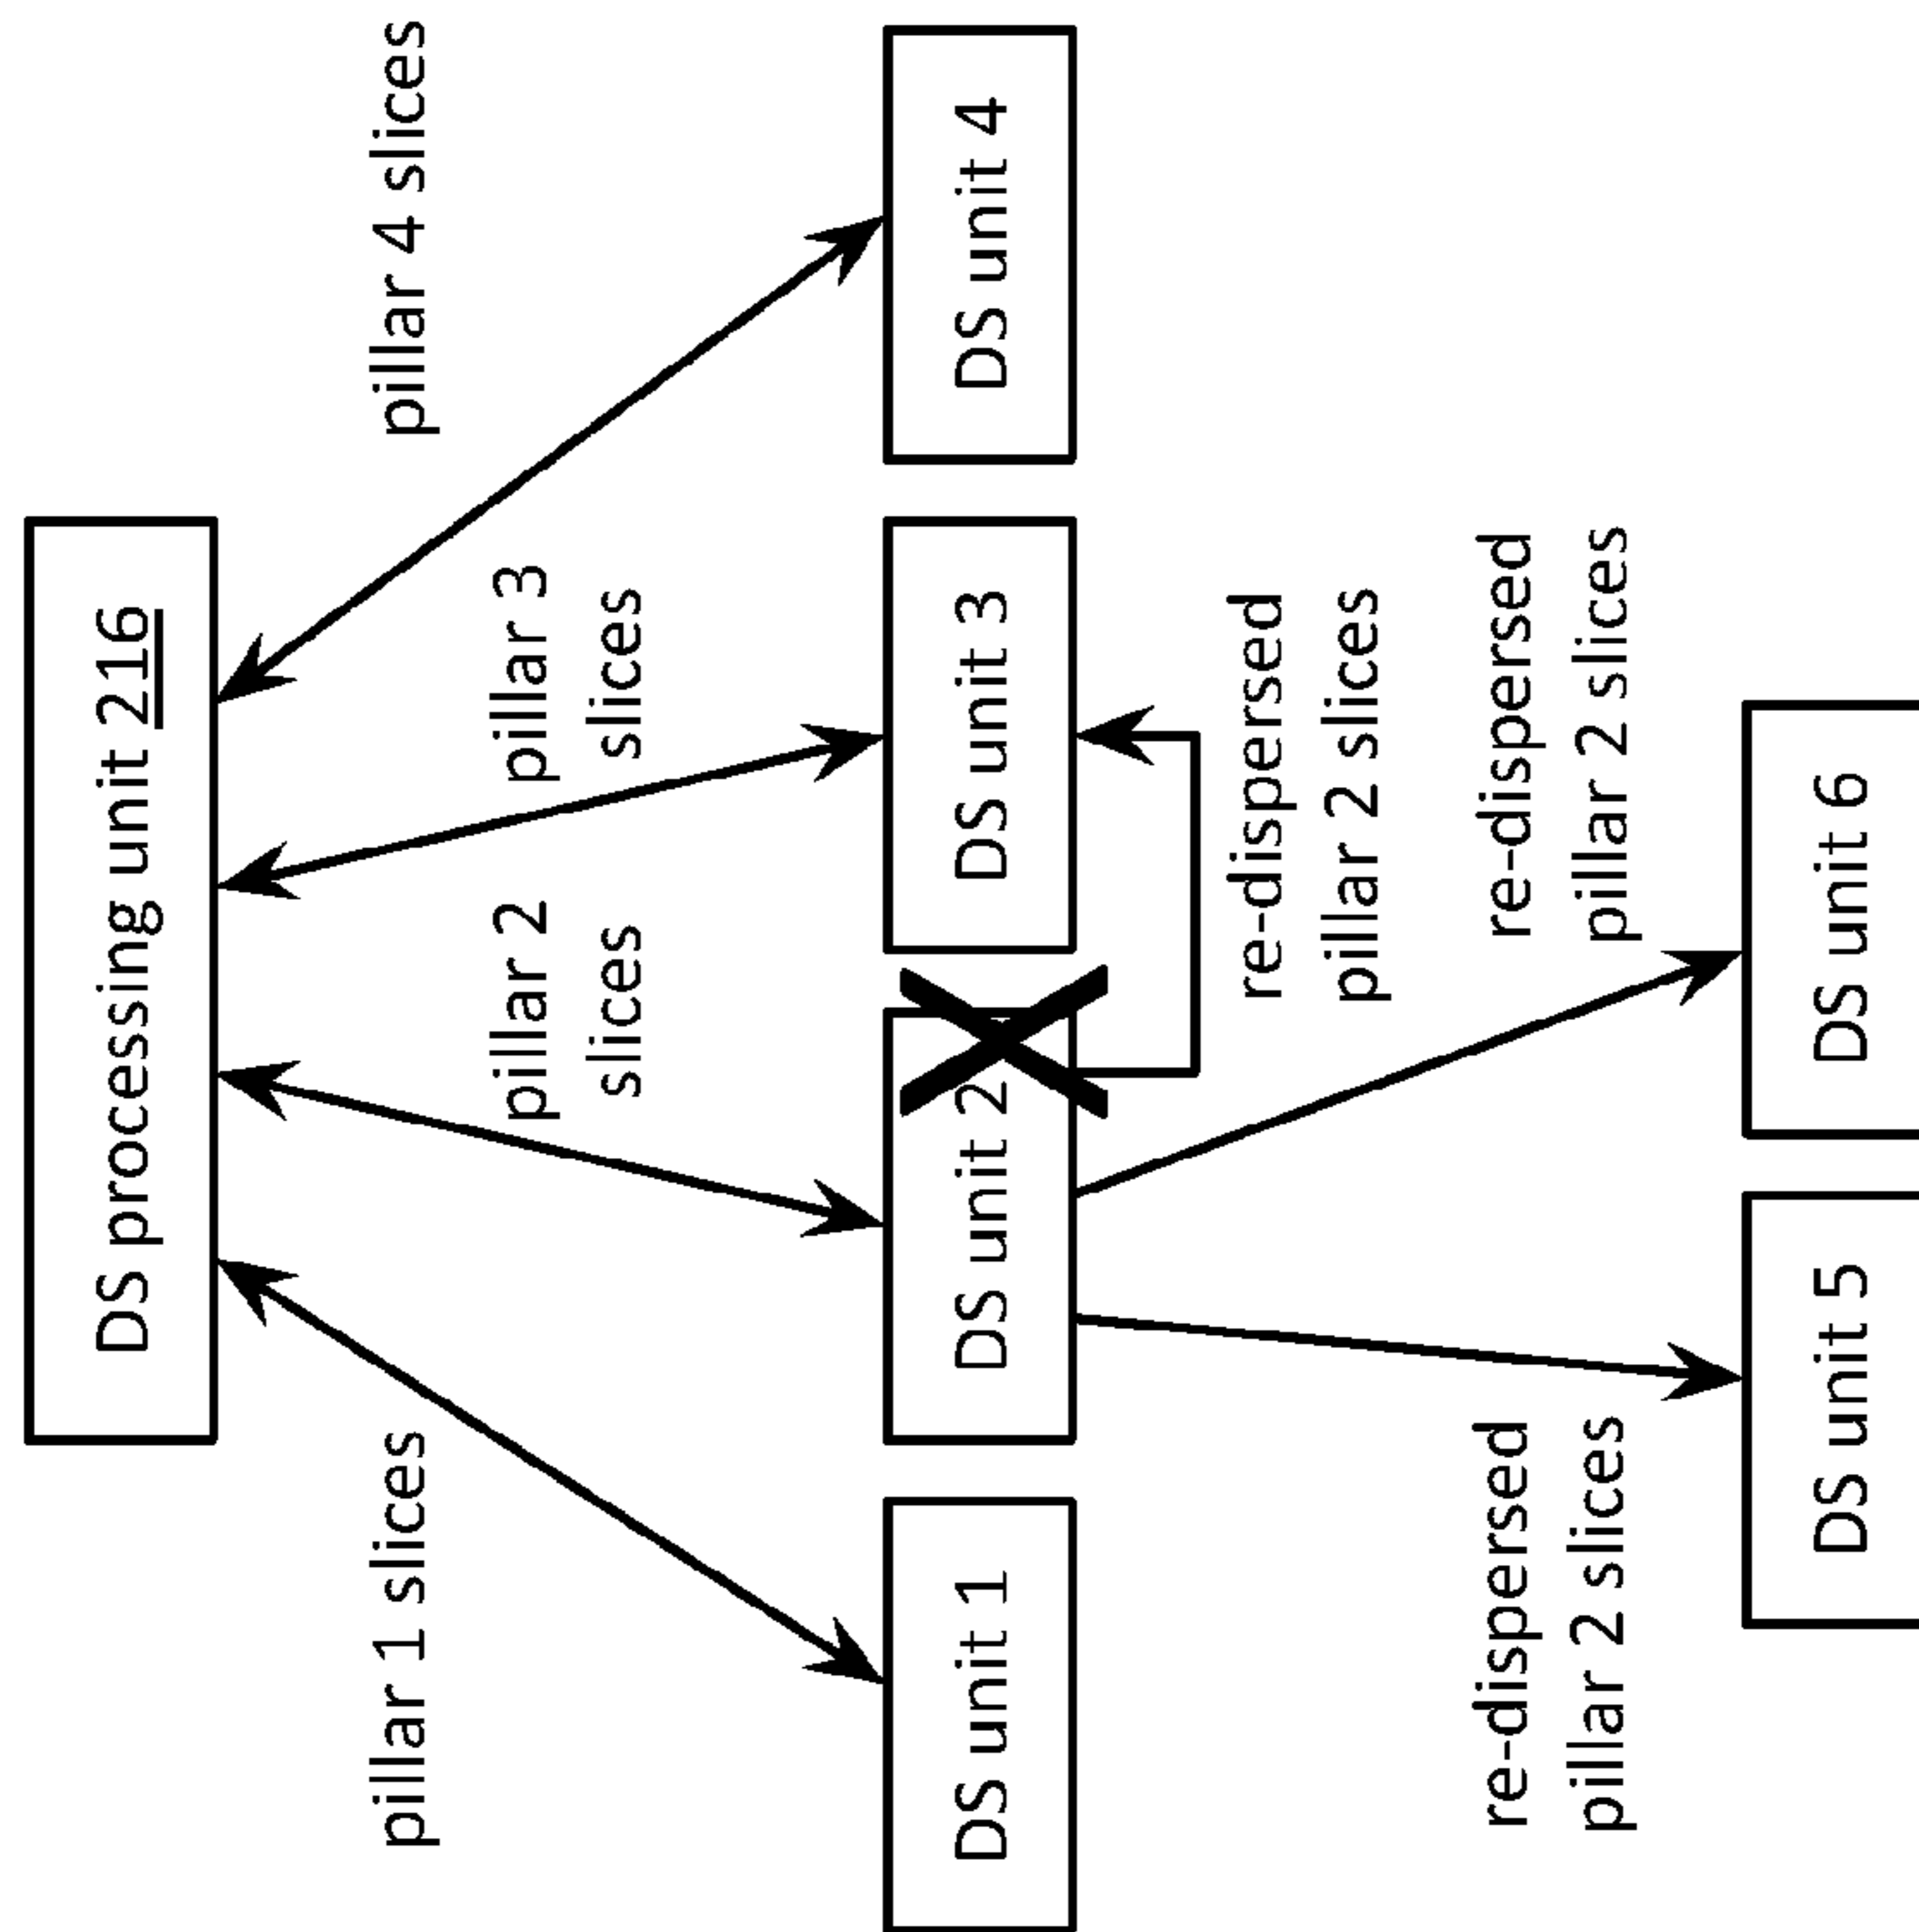 DS processing unit 216
pillar 1 slices
pillar 2
slices
pillar 3
slices
pillar 4 slices
DS unit 1
DS unit 2
DS unit 3
DS unit 4
re-dispersed
pillar 2 slices
re-dispersed
pillar 2 slices
re-dispersed
pillar 2 slices
DS unit 5
DS unit 6